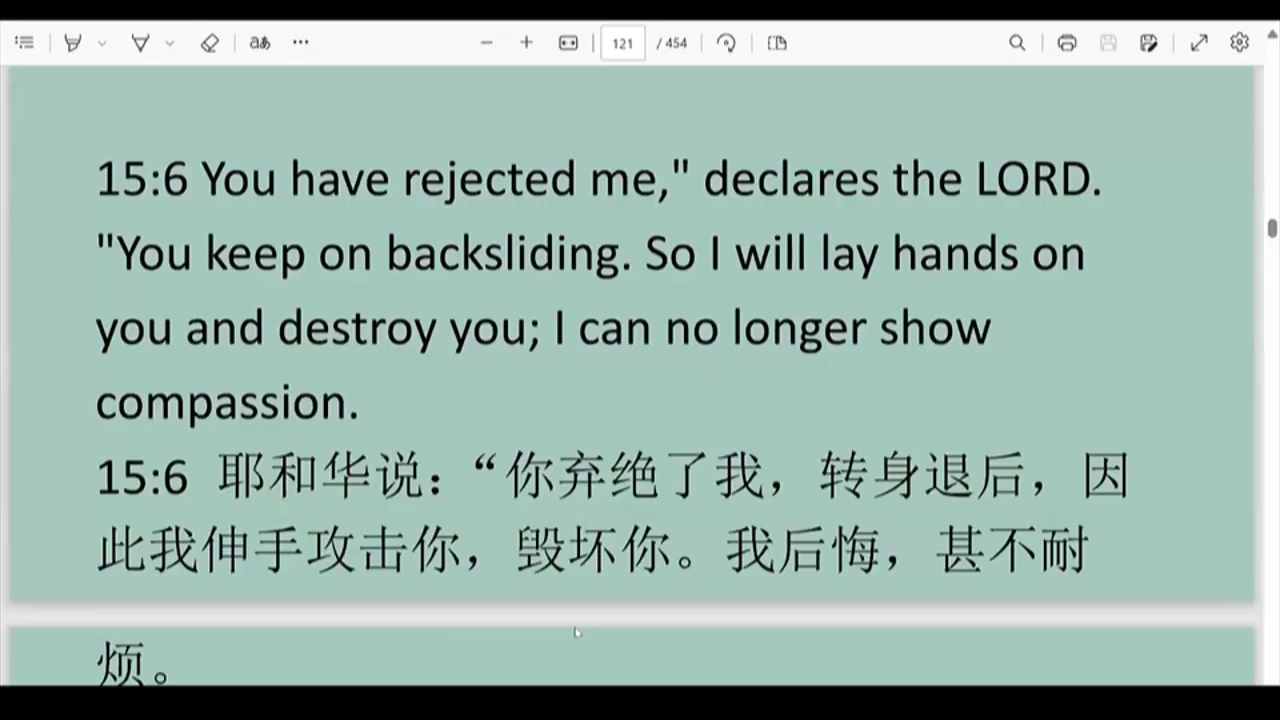 aあ
121 / 454
15:6 You have rejected me," declares the LORD.
"You keep on backsliding. So I will lay hands on
you and destroy you; I can no longer show
compassion.
15:6 耶和华说：“你弃绝了我，转身退后，因
此我伸手攻击你，毁坏你。我后悔，甚不耐
烦。